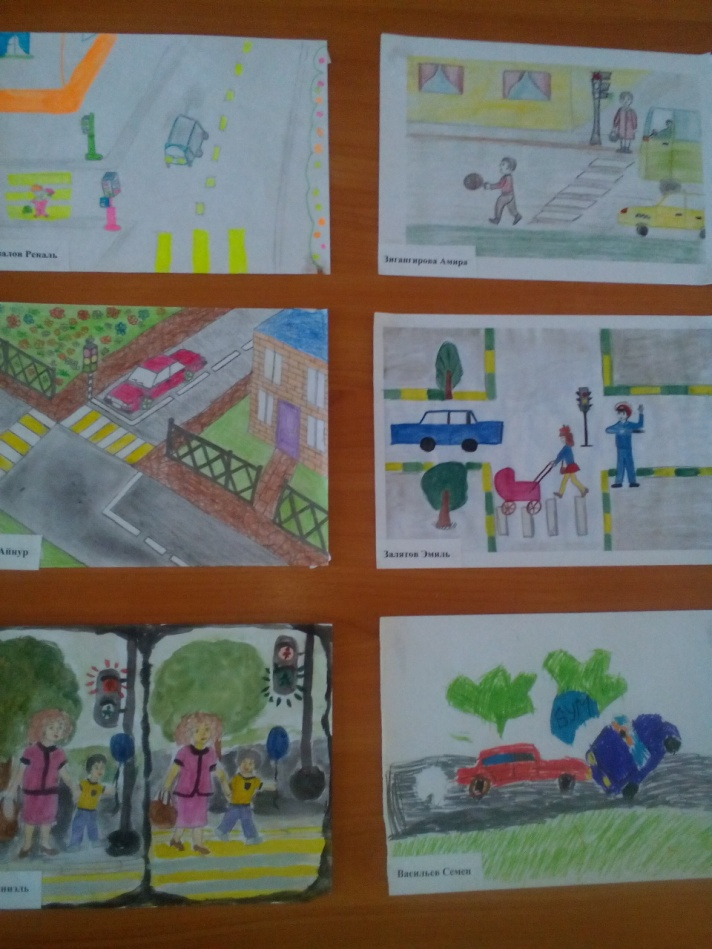 Реналь
Зигангирова Амира
Айнур
Залятов Эмиль
БУМ
Васильев Семен